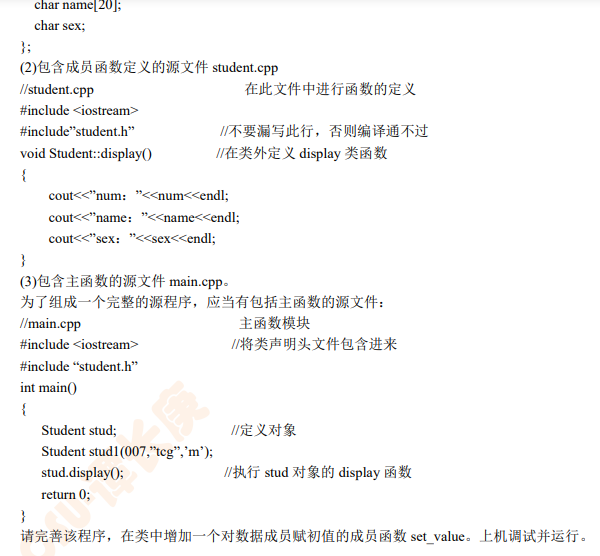 char name[20];
char sex;
};
(2)包含成员函数定义的源文件 student.cpp
//student.cpp 在此文件中进行函数的定义
#include <iostream>
#include”student.h” //不要漏写此行，否则编译通不过
void Student::display() //在类外定义 display 类函数
{
cout<<”num：”<<num<<endl;
cout<<”name：”<<name<<endl;
cout<<”sex：”<<sex<<endl;
}
(3)包含主函数的源文件 main.cpp。
为了组成一个完整的源程序，应当有包括主函数的源文件：
//main.cpp 主函数模块
#include <iostream> //将类声明头文件包含进来
#include “student.h”
int main()
{
Student stud; //定义对象
Student stud1(007,”tcg”,’m’);
stud.display(); //执行 stud 对象的 display 函数
return 0;
}
请完善该程序，在类中增加一个对数据成员赋初值的成员函数 set_value。上机调试并运行。